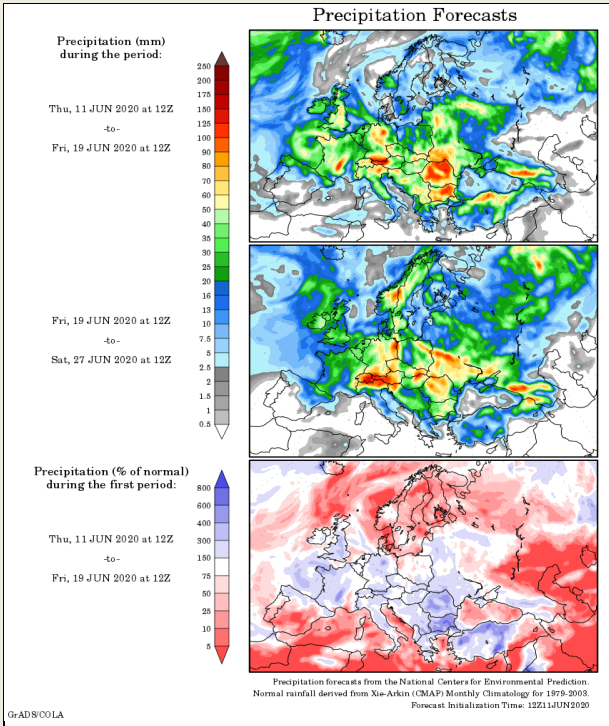 Precipitation Forecasts
Precipitation (mm)
during the period:
Thu, 11 JUN 2020 at 12Z
-to-
Fri, 19 JUN 2020 at 12Z
Fri, 19 JUN 2020 at 12Z
-to-
Sat, 27 JUN 2020 at 12Z
250
200
175
150
125
100
90
80
70
60
50
40
35
30
25
20
16
13
10
7.5
5
2.5
2
1.5
1
0.5
Precipitation (% of normal)
during the first period:
Thu, 11 JUN 2020 at 12Z
-to-
Fri, 19 JUN 2020 at 12Z
800
600
400
300
150
75
50
25
10
5
Precipitation forecasts from the National Centers for Environmental Prediction.
Normal rainfall derived from Xie-Arkin (CMAP) Monthly Climatology for 1979-2003.
Forecast Initialization Time: 12Z11JUN2020
GrADS/COLA